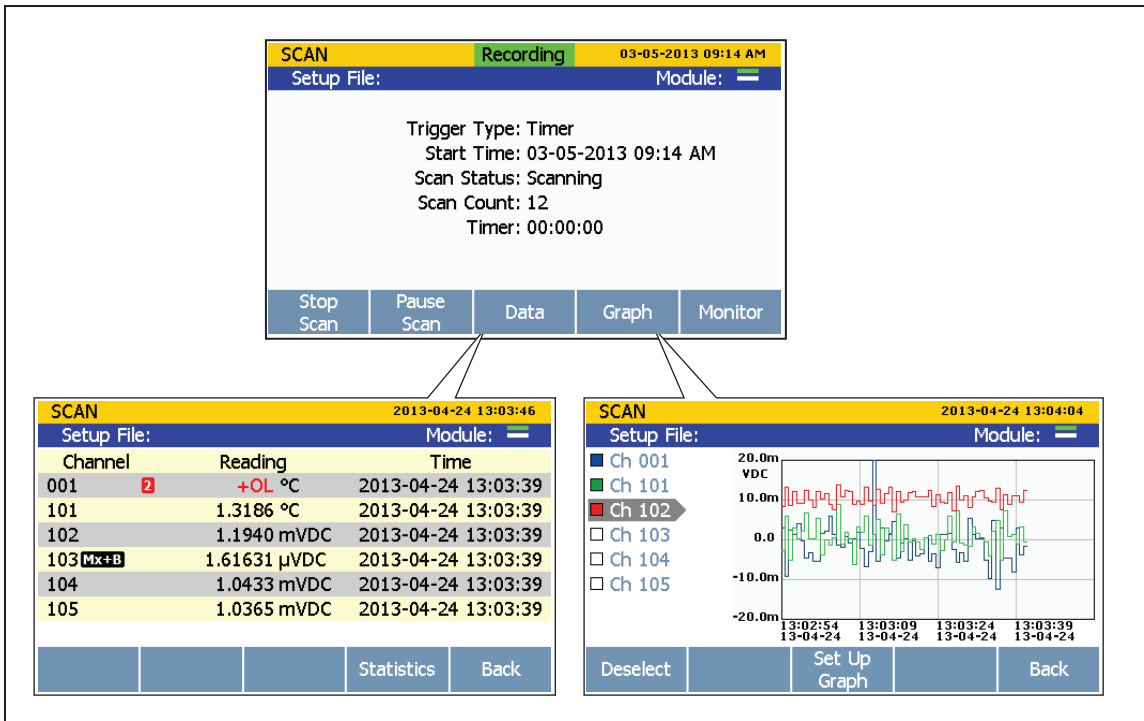 SCAN Recording 03-05-2013 09:14 AM
Setup File: Module:
Trigger Type: Timer
Start Time: 03-05-2013 09:14 AM
Scan Status: Scanning
Scan Count: 12
Timer: 00:00:00
Stop Scan Pause Scan Data Graph Monitor
SCAN 2013-04-24 13:03:46
Setup File: Module:
Channel Reading Time
001 2 +OL °C 2013-04-24 13:03:39
101 1.3186 °C 2013-04-24 13:03:39
102 1.1940 mVDC 2013-04-24 13:03:39
103 Mx+B 1.61631 µVDC 2013-04-24 13:03:39
104 1.0433 mVDC 2013-04-24 13:03:39
105 1.0365 mVDC 2013-04-24 13:03:39
Statistics Back
SCAN 2013-04-24 13:04:04
Setup File: Module:
Ch 001
Ch 101
Ch 102
Ch 103
Ch 104
Ch 105
20.0m
VDC
10.0m
0.0
-10.0m
-20.0m
13:02:54 13:03:09 13:03:24 13:03:39
13-04-24 13-04-24 13-04-24 13-04-24
Deselect Set Up Graph Back